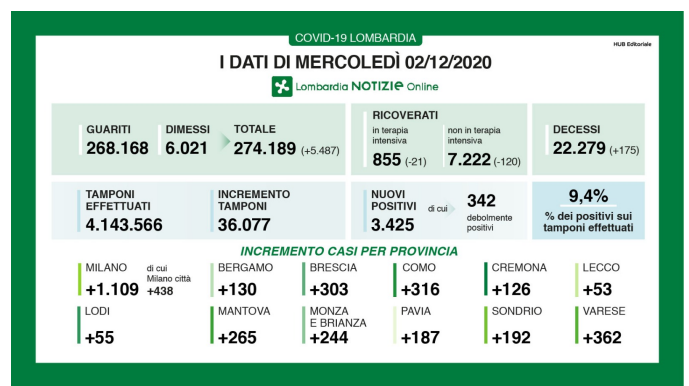 COVID-19 LOMBARDIA
HUB Editoriale
I DATI DI MERCOLEDÌ 02/12/2020
Lombardia NOTIZIE Online
GUARITI
268.168
DIMESSI
6.021
TOTALE
274.189 (+5.487)
RICOVERATI
in terapia
intensiva
855 (-21)
non in terapia
intensiva
7.222 (-120)
DECESSI
22.279 (+175)
TAMPONI
EFFETTUATI
4.143.566
INCREMENTO
TAMPONI
36.077
NUOVI
POSITIVI
3.425
di cui
342
debolmente
positivi
9,4%
% dei positivi sui
tamponi effettuati
INCREMENTO CASI PER PROVINCIA
MILANO
+1.109
di cui
Milano città
+438
BERGAMO
+130
BRESCIA
+303
COMO
+316
CREMONA
+126
LECCO
+53
LODI
+55
MANTOVA
+265
MONZA
E BRIANZA
+244
PAVIA
+187
SONDRIO
+192
VARESE
+362